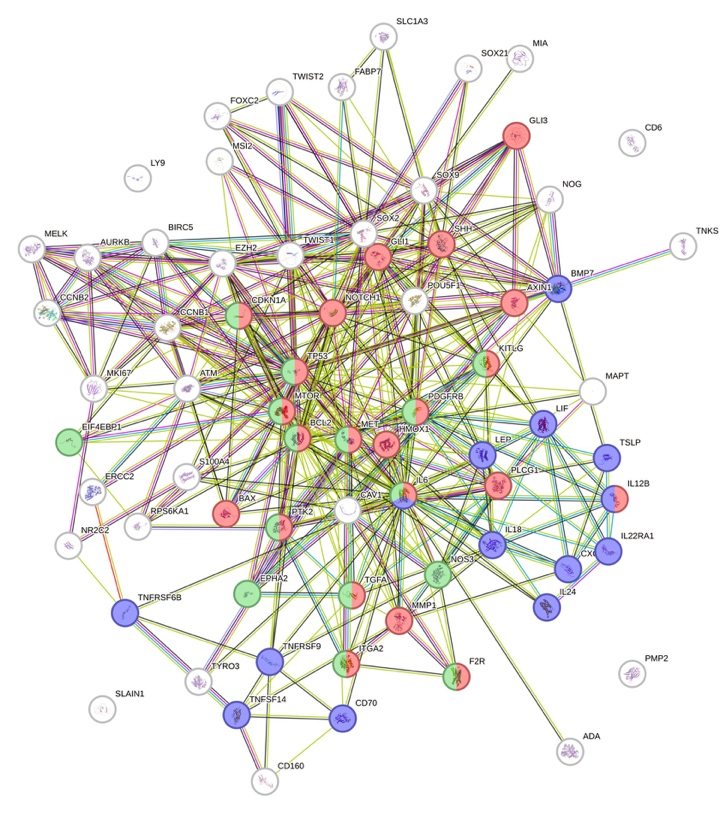 SLC1A3
MIA
SOX21
FABP7
TWIST2
FOXC2
GLI3
CD6
MSI2
LY9
SOX9
NOG
SOX2
SHH
TNKS
BIRC5
MELK
AURKB
EZH2
TWIST1
GLI1
BMP7
POU5F1
AXIN1
CCNB2
CDKN1A
NOTCH1
CCNB1
KITLG
TP53
MKI67
ATM
MAPT
MTOR
PDGFRB
LIF
EIF4EBP1
BCL2
MET
HMOX1
LEP
TSLP
S100A4
PLCG1
ERCC2
IL6
IL12B
CAV1
BAX
RPS6KA1
PTK2
IL18
IL22RA1
NR2C2
CXC
NOS3
EPHA2
TGFA
IL24
TNFRSF6B
MMP1
TNFRSF9
ITGA2
F2R
TYRO3
PMP2
SLAIN1
TNFSF14
CD70
ADA
CD160